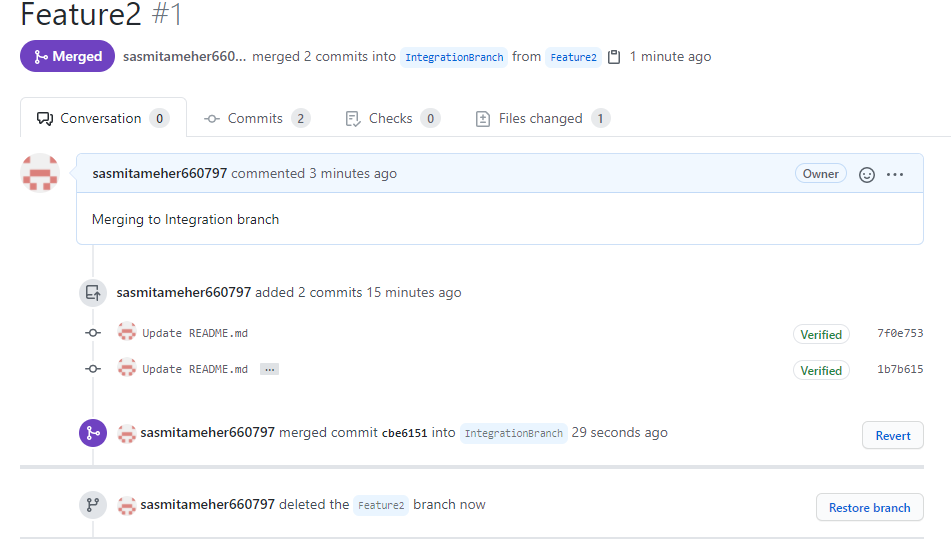 Feature2 #1
Merged sasmitameher660... merged 2 commits into IntegrationBranch from Feature2 1 minute ago
Conversation 0 Commits 2 Checks 0 Files changed 1
sasmitameher660797 commented 3 minutes ago Owner ...
Merging to Integration branch
sasmitameher660797 added 2 commits 15 minutes ago
Update README.md Verified 7f0e753
Update README.md ... Verified 1b7b615
sasmitameher660797 merged commit cbe6151 into IntegrationBranch 29 seconds ago Revert
sasmitameher660797 deleted the Feature2 branch now Restore branch